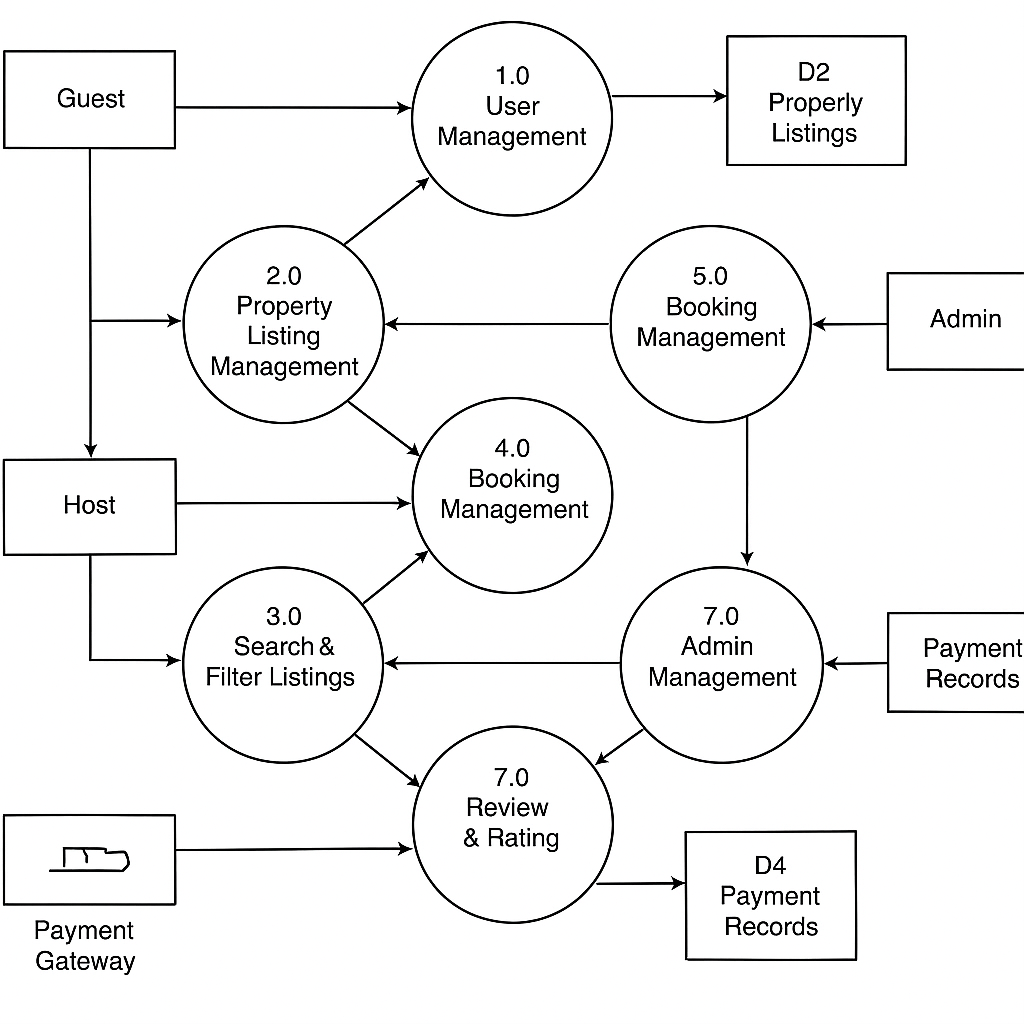 Guest
1.0
User
Management
D2
Properly
Listings
2.0
Property
Listing
Management
5.0
Booking
Management
Admin
Host
4.0
Booking
Management
3.0
Search &
Filter Listings
7.0
Admin
Management
Payment
Records
7.0
Review
& Rating
Payment
Gateway
D4
Payment
Records